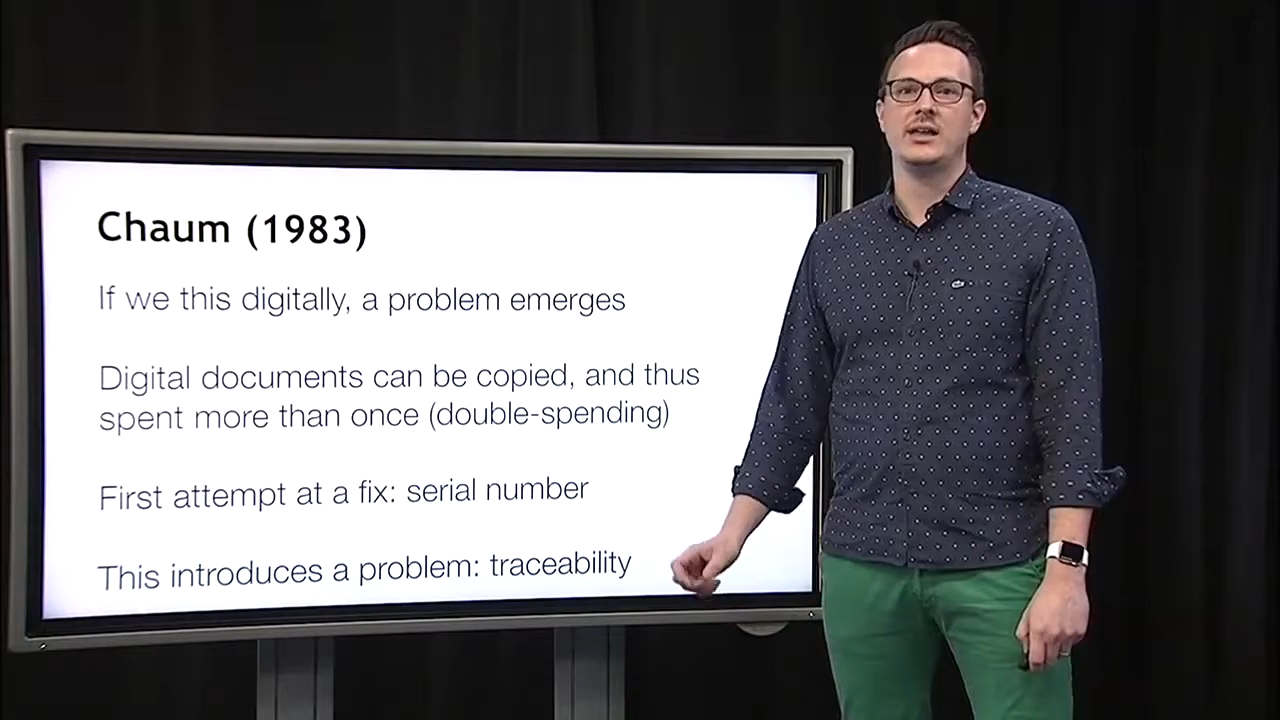 Chaum (1983)
If we this digitally, a problem emerges
Digital documents can be copied, and thus
spent more than once (double-spending)
First attempt at a fix: serial number
This introduces a problem: traceability